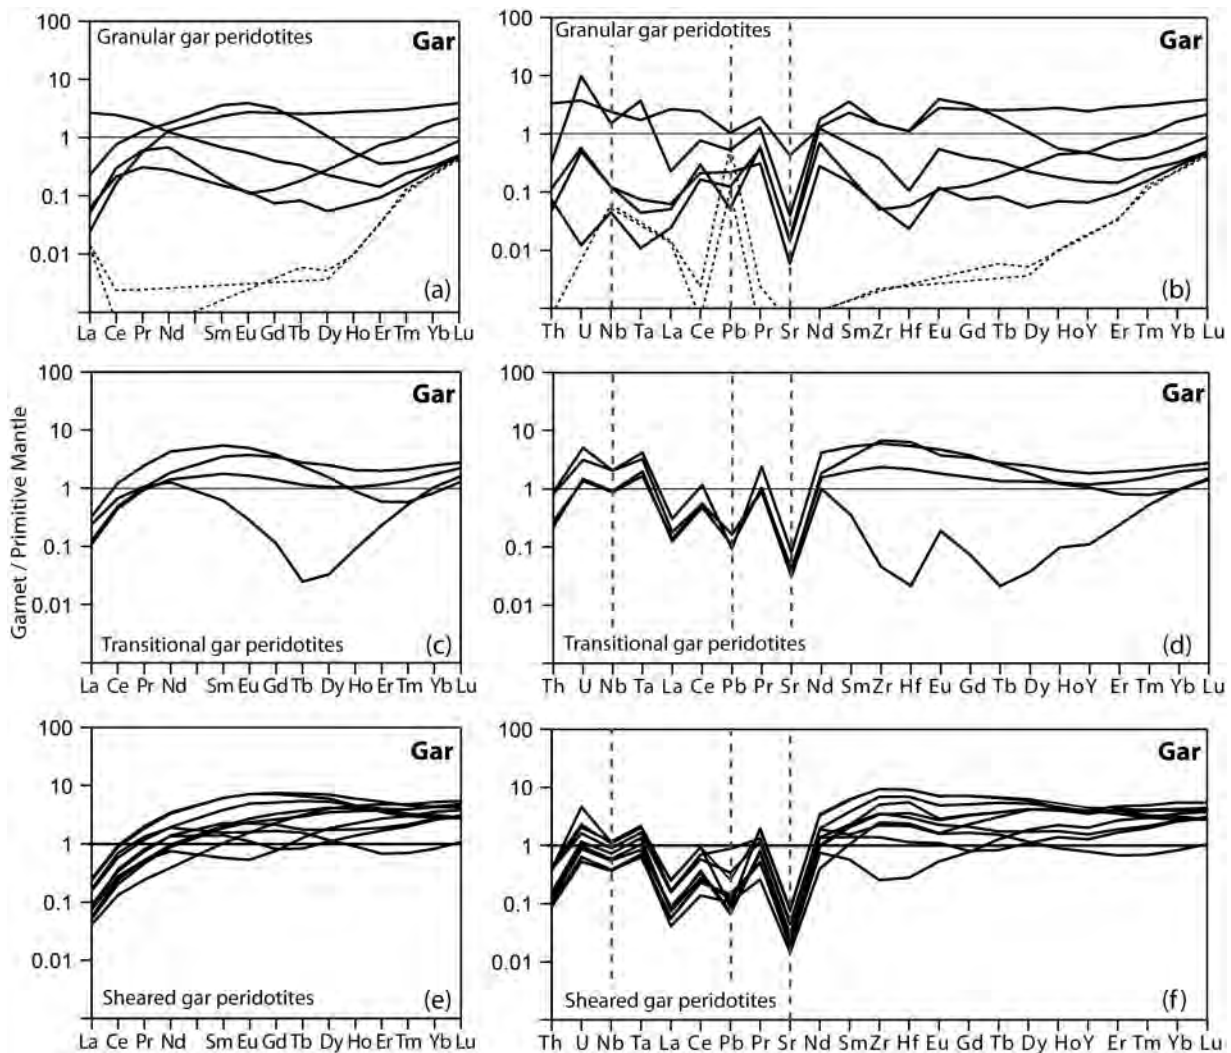 Garnet / Primitive Mantle
100
10
1
0.1
0.01
Granular gar peridotites
Gar
(a)
La Ce Pr Nd Sm Eu Gd Tb Dy Ho Er Tm Yb Lu
100
10
1
0.1
0.01
Granular gar peridotites
Gar
(b)
Th U Nb Ta La Ce Pb Pr Sr Nd Sm Zr Hf Eu Gd Tb Dy Ho Y Er Tm Yb Lu
100
10
1
0.1
0.01
Gar
Transitional gar peridotites
(c)
La Ce Pr Nd Sm Eu Gd Tb Dy Ho Er Tm Yb Lu
100
10
1
0.1
0.01
Gar
Transitional gar peridotites
(d)
Th U Nb Ta La Ce Pb Pr Sr Nd Sm Zr Hf Eu Gd Tb Dy Ho Y Er Tm Yb Lu
100
10
1
0.1
0.01
Gar
Sheared gar peridotites
(e)
La Ce Pr Nd Sm Eu Gd Tb Dy Ho Er Tm Yb Lu
100
10
1
0.1
0.01
Gar
Sheared gar peridotites
(f)
Th U Nb Ta La Ce Pb Pr Sr Nd Sm Zr Hf Eu Gd Tb Dy Ho Y Er Tm Yb Lu